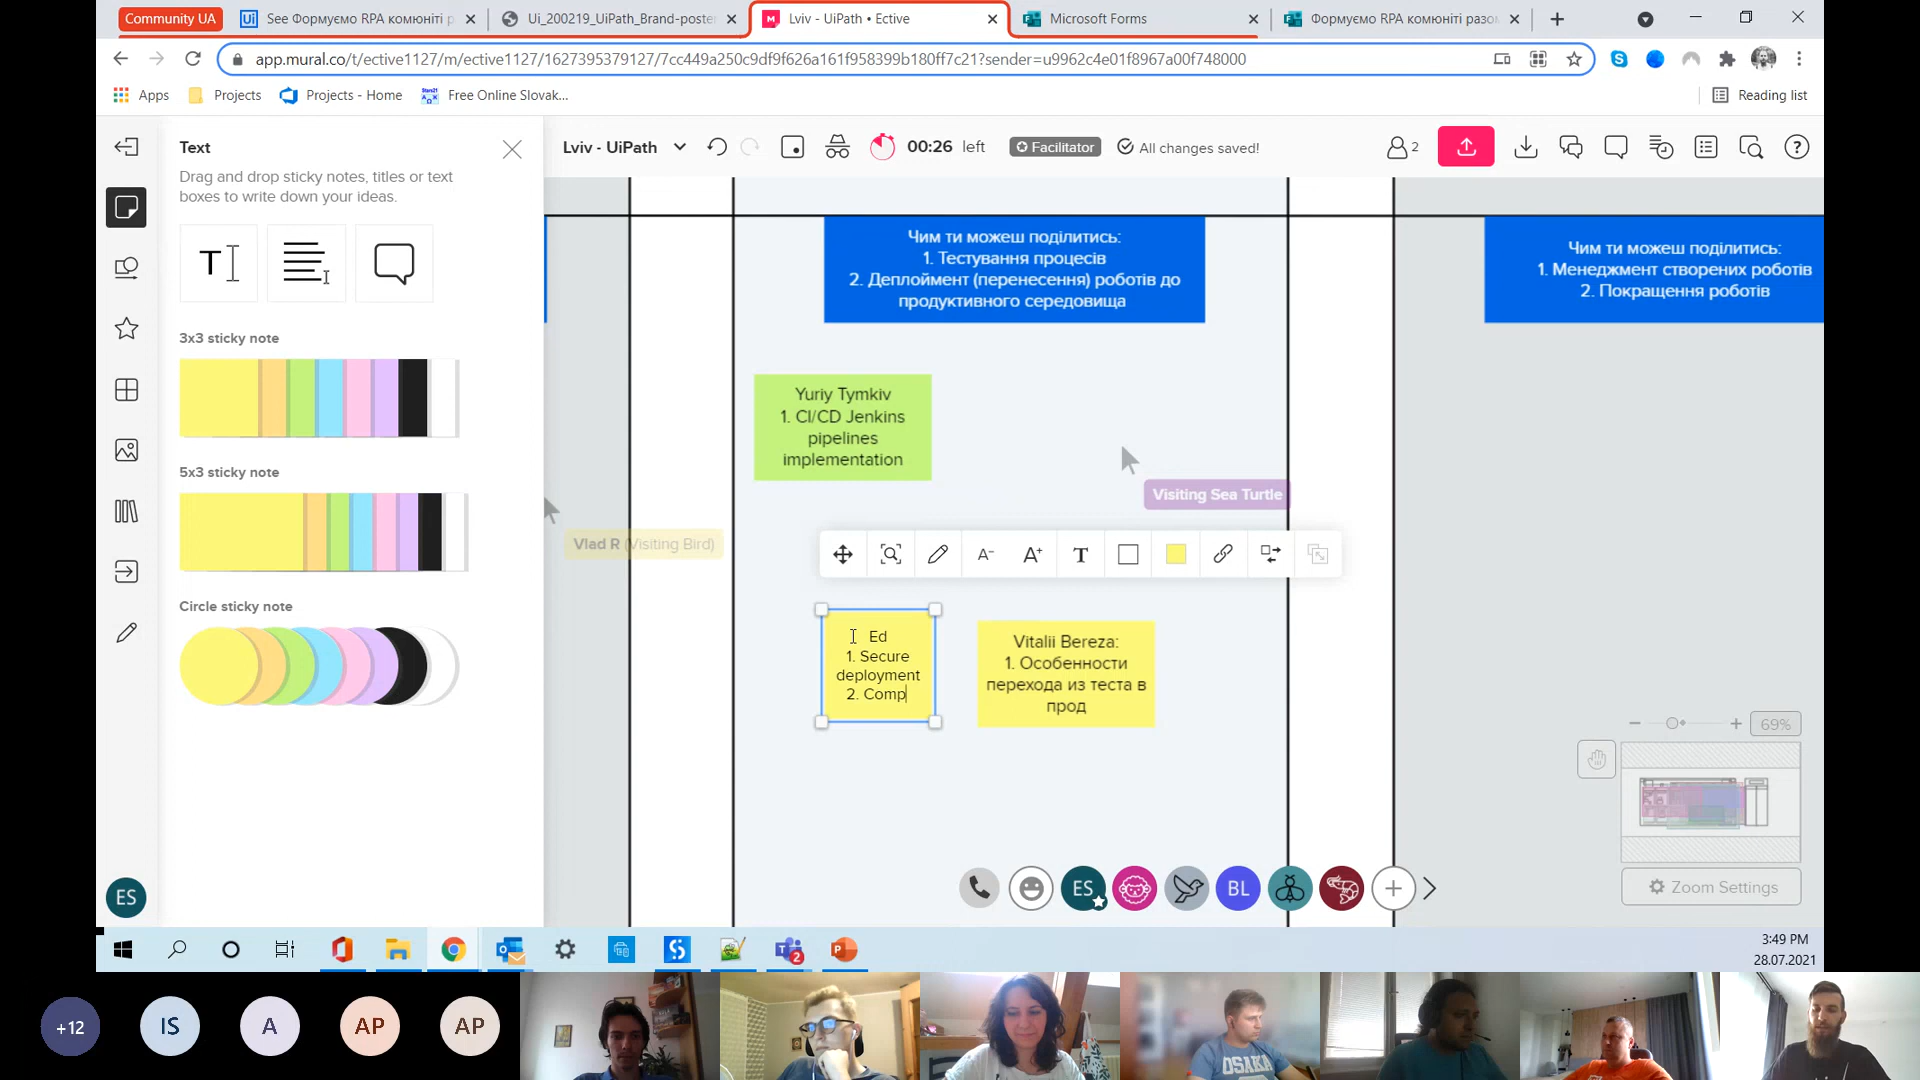 Community UA
See Формуємо RPA комюніті р
Ui_200219_UiPath_Brand-poster
Lviv - UiPath • Ective
Microsoft Forms
Формуємо RPA комюніті разом
app.mural.co/t/ective1127/m/ective1127/1627395379127/7cc449a250c9df9f626a161f958399b180ff7c21?sender=u9962c4e01f8967a00f748000
Apps
Projects
Projects - Home
Free Online Slovak...
Reading list
Text
Drag and drop sticky notes, titles or text
boxes to write down your ideas.
3x3 sticky note
5x3 sticky note
Circle sticky note
Lviv - UiPath
00:26 left
Facilitator
All changes saved!
2
Чим ти можеш поділитись:
1. Тестування процесів
2. Деплоймент (перенесення) роботів до
продуктивного середовища
Чим ти можеш поділитись:
1. Менеджмент створених роботів
2. Покращення роботів
Yuriy Tymkiv
1. CI/CD Jenkins
pipelines
implementation
Visiting Sea Turtle
Vlad R (Visiting Bird)
A-
A+
T
Ed
1. Secure
deployment
2. Comp
Vitalii Bereza:
1. Особенности
перехода из теста в
прод
69%
Zoom Settings
ES
ES
BL
3:49 PM
28.07.2021
+12
IS
A
AP
AP
OSAKA